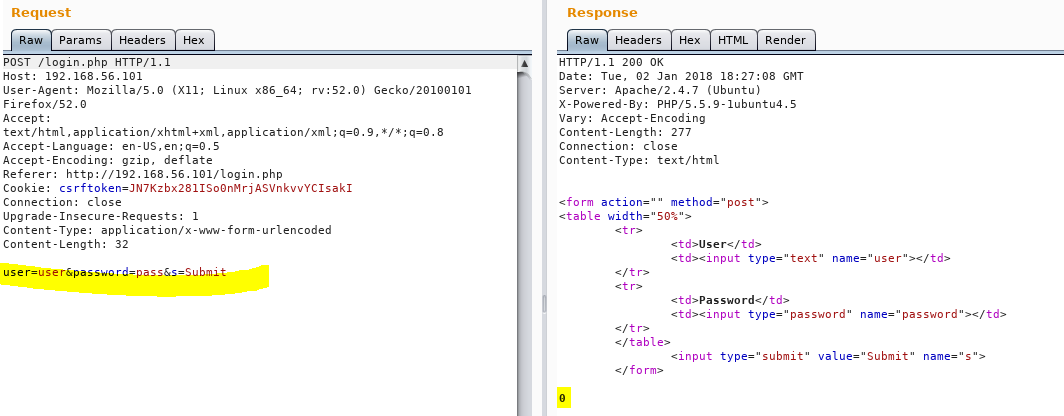 Request
Raw Params Headers Hex
POST /login.php HTTP/1.1
Host: 192.168.56.101
User-Agent: Mozilla/5.0 (X11; Linux x86_64; rv:52.0) Gecko/20100101
Firefox/52.0
Accept:
text/html,application/xhtml+xml,application/xml;q=0.9,*/*;q=0.8
Accept-Language: en-US,en;q=0.5
Accept-Encoding: gzip, deflate
Referer: http://192.168.56.101/login.php
Cookie: csrftoken=JN7Kzbx281ISo0nMrjASVnkvvYCIsakI
Connection: close
Upgrade-Insecure-Requests: 1
Content-Type: application/x-www-form-urlencoded
Content-Length: 32
user=user&password=pass&s=Submit
Response
Raw Headers Hex HTML Render
HTTP/1.1 200 OK
Date: Tue, 02 Jan 2018 18:27:08 GMT
Server: Apache/2.4.7 (Ubuntu)
X-Powered-By: PHP/5.5.9-1ubuntu4.5
Vary: Accept-Encoding
Content-Length: 277
Connection: close
Content-Type: text/html
<form action="" method="post">
<table width="50%">
<tr>
<td>User</td>
<td><input type="text" name="user"></td>
</tr>
<tr>
<td>Password</td>
<td><input type="password" name="password"></td>
</tr>
</table>
<input type="submit" value="Submit" name="s">
</form>
0